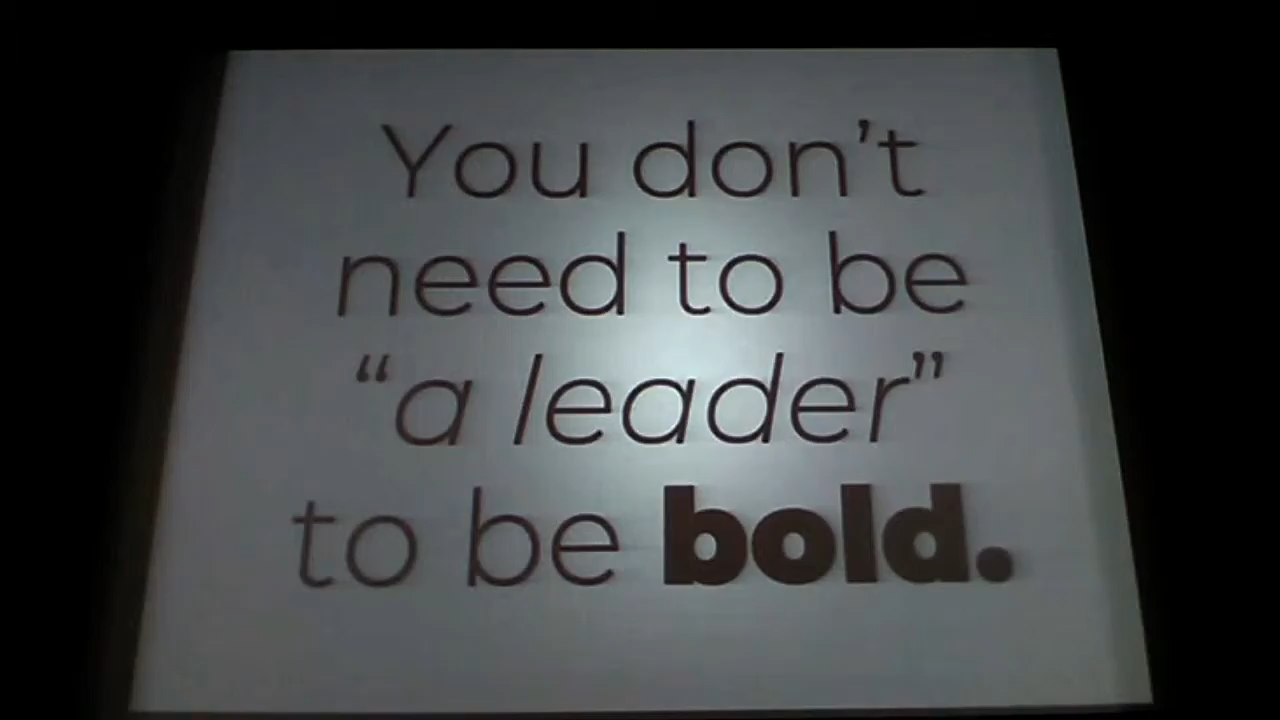 You don’t
need to be
“a leader”
to be bold.